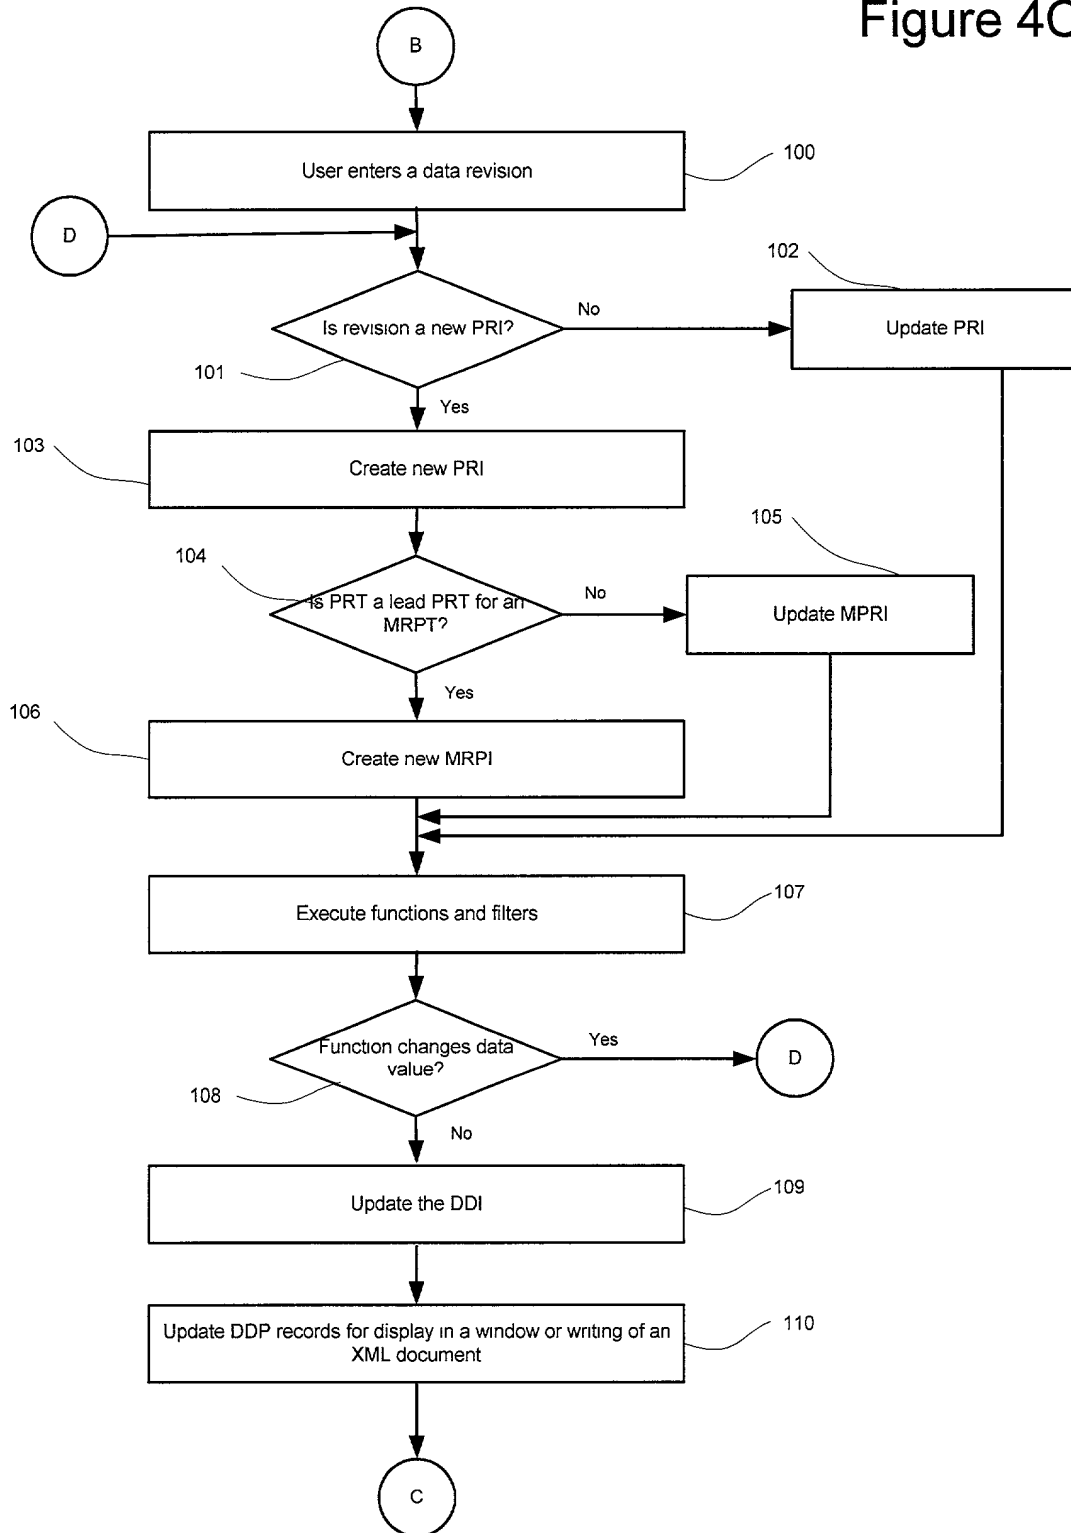 Figure 4C
B
User enters a data revision
100
D
102
Is revision a new PRI?
No
Update PRI
101
Yes
103
Create new PRI
105
104
Is PRT a lead PRT for an
MRPT?
No
Update MPRI
Yes
106
Create new MRPI
107
Execute functions and filters
Function changes data
value?
Yes
D
108
No
109
Update the DDI
110
Update DDP records for display in a window or writing of an
XML document
C